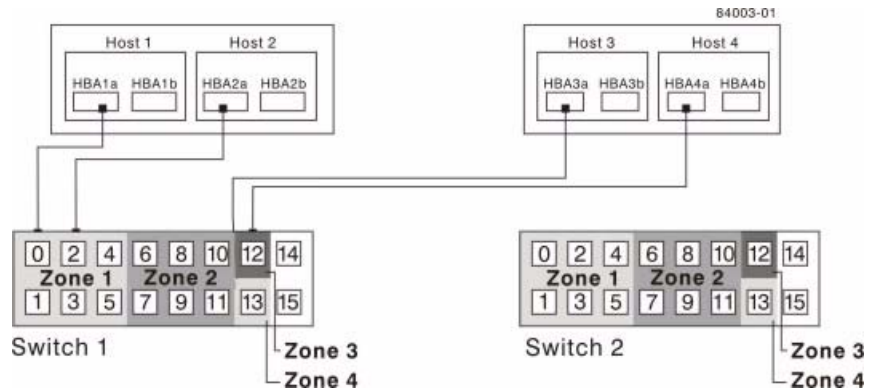 84003-01
Host 1 Host 2
HBA1a HBA1b HBA2a HBA2b
Host 3 Host 4
HBA3a HBA3b HBA4a HBA4b
0 2 4 6 8 10 12 14
Zone 1 Zone 2
1 3 5 7 9 11 13 15
Switch 1
Zone 3
Zone 4
0 2 4 6 8 10 12 14
Zone 1 Zone 2
1 3 5 7 9 11 13 15
Switch 2
Zone 3
Zone 4